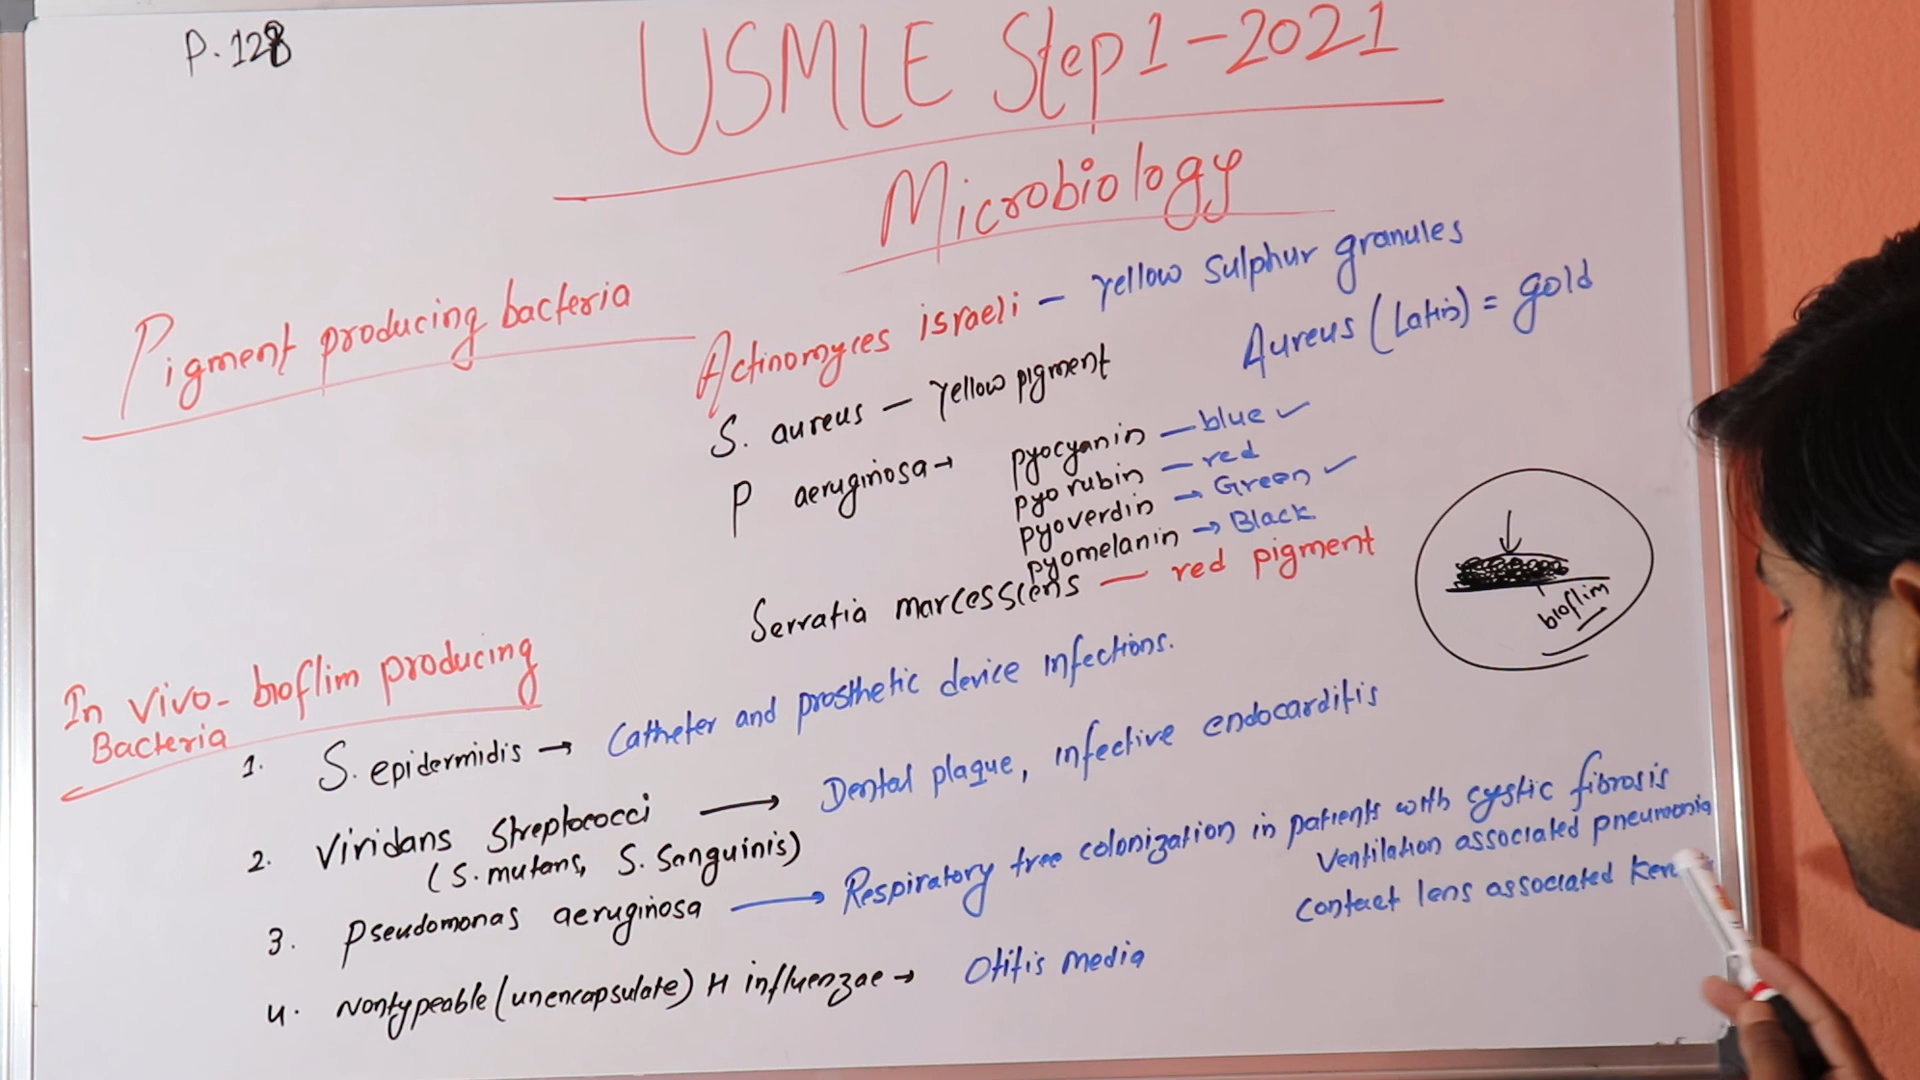 P. 128
USMLE Step 1 - 2021
Microbiology
Pigment producing bacteria
Actinomyces israeli - Yellow sulphur granules
S. aureus - Yellow pigment
Aureus (Latin) = gold
P aeruginosa → pyocyanin - blue ✓
pyorubin - red
pyoverdin → Green ✓
pyomelanin → Black
Serratia marcesscens - red pigment
bioflim
In vivo - bioflim producing
Bacteria
1. S. epidermidis → Catheter and prosthetic device infections.
2. Viridans Streptococci → Dental plaque, infective endocarditis
(S. mutans, S. Sanguinis)
3. Pseudomonas aeruginosa → Respiratory tree colonization in patients with cystic fibrosis
Ventilation associated pneumonia
Contact lens associated
4. Nontypeable (unencapsulate) H influenzae → Otitis media